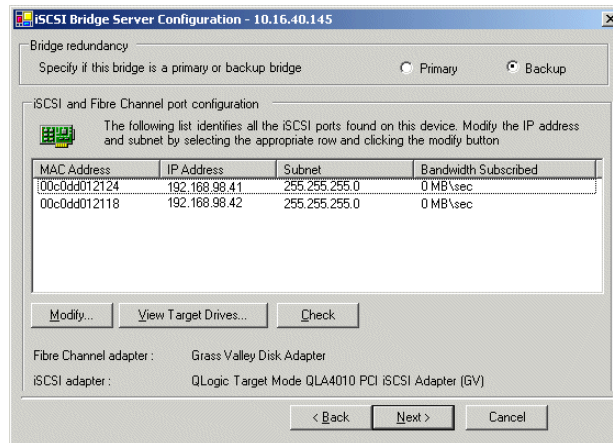 iSCSI Bridge Server Configuration - 10.16.40.145
Bridge redundancy
Specify if this bridge is a primary or backup bridge
Primary
Backup
iSCSI and Fibre Channel port configuration
The following list identifies all the iSCSI ports found on this device. Modify the IP address
and subnet by selecting the appropriate row and clicking the modify button
MAC Address IP Address Subnet Bandwidth Subscribed
00c0dd012124 192.168.98.41 255.255.255.0 0 MB\sec
00c0dd012118 192.168.98.42 255.255.255.0 0 MB\sec
Modify... View Target Drives... Check
Fibre Channel adapter : Grass Valley Disk Adapter
iSCSI adapter : QLogic Target Mode QLA4010 PCI iSCSI Adapter (GV)
< Back Next > Cancel